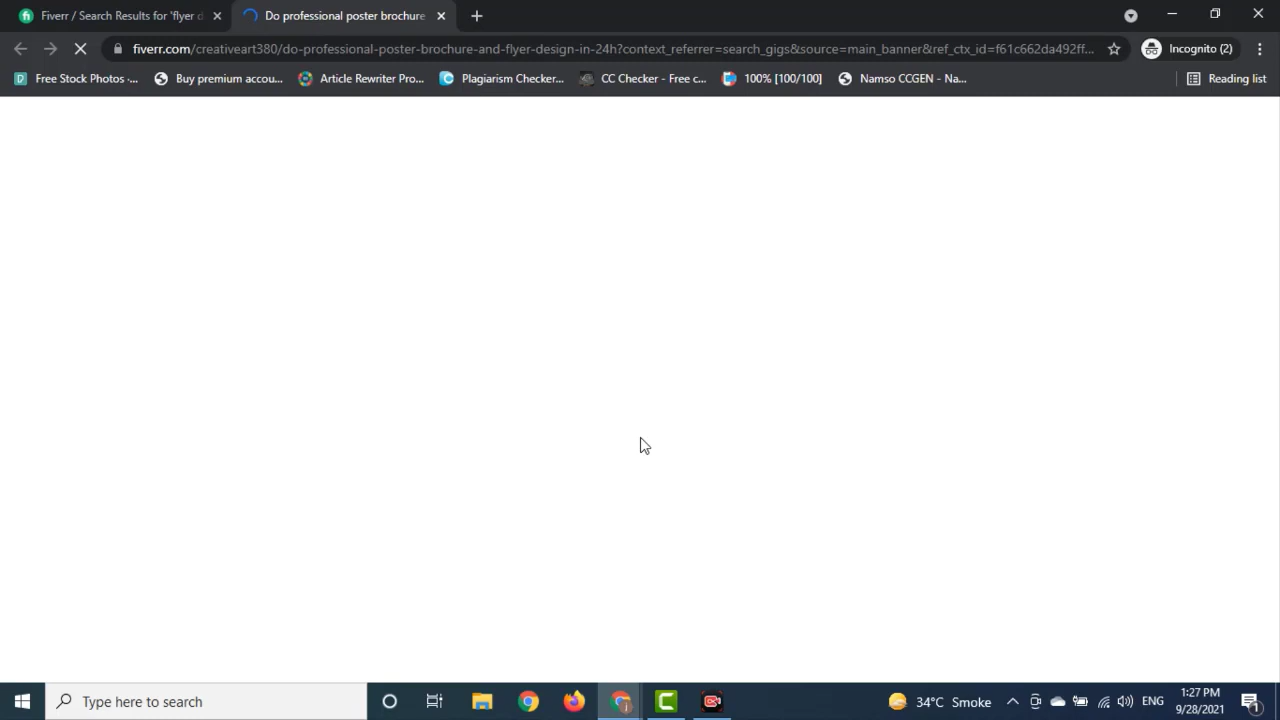 Fiverr / Search Results for 'flyer d
Do professional poster brochure
fiverr.com/creativeart380/do-professional-poster-brochure-and-flyer-design-in-24h?context_referrer=search_gigs&source=main_banner&ref_ctx_id=f61c662da492ff...
Incognito (2)
Free Stock Photos -...
Buy premium accou...
Article Rewriter Pro...
Plagiarism Checker...
CC Checker - Free c...
100% [100/100]
Namso CCGEN - Na...
Reading list
Type here to search
34°C Smoke
ENG
1:27 PM
9/28/2021
1